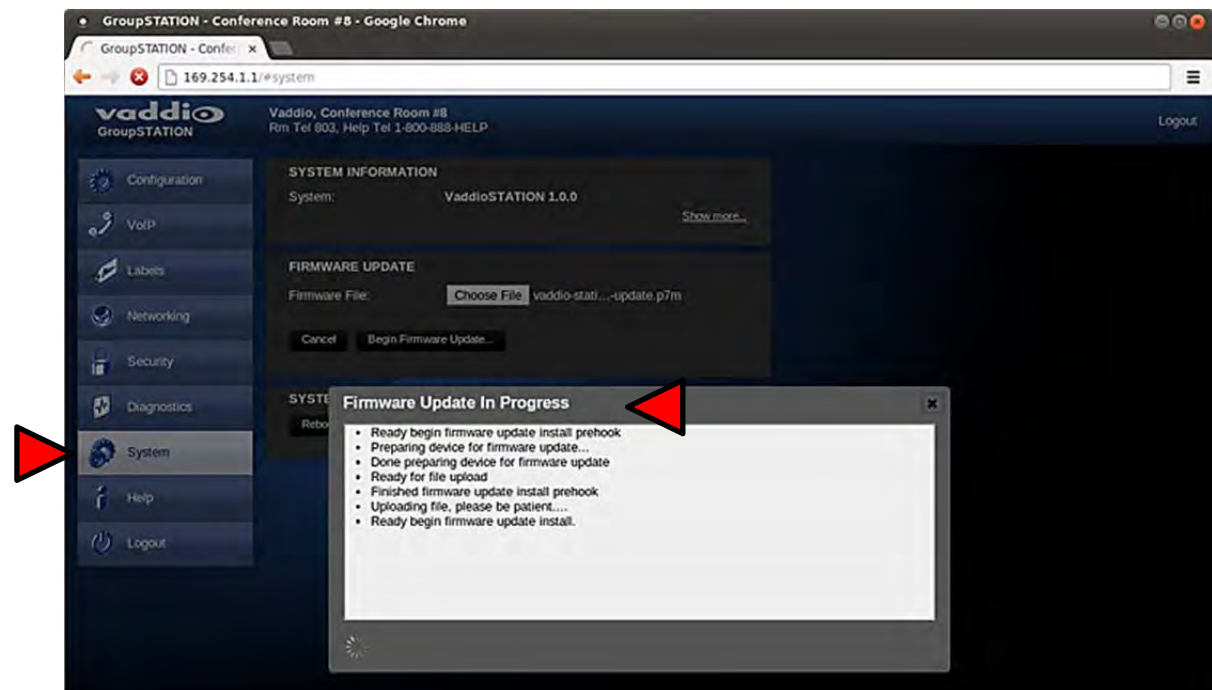 GroupSTATION - Conference Room #8 - Google Chrome
GroupSTATION - Confer
169.254.1.1/#system
vaddio
GroupSTATION
Vaddio, Conference Room #8
Rm Tel 803, Help Tel 1-800-888-HELP
Logout
Configuration
VoIP
Labels
Networking
Security
Diagnostics
System
Help
Logout
SYSTEM INFORMATION
System: VaddioSTATION 1.0.0
Show more...
FIRMWARE UPDATE
Firmware File: Choose File vaddio-stati...-update.p7m
Cancel Begin Firmware Update...
SYSTE
Rebo
Firmware Update In Progress
• Ready begin firmware update install prehook
• Preparing device for firmware update...
• Done preparing device for firmware update
• Ready for file upload
• Finished firmware update install prehook
• Uploading file, please be patient....
• Ready begin firmware update install.